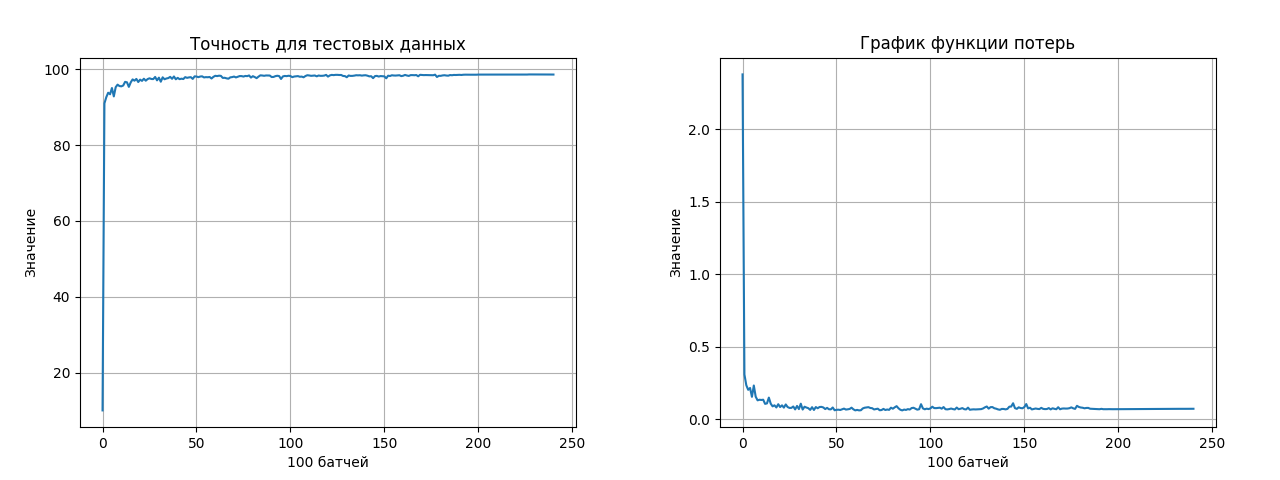 Точность для тестовых данных
100
80
60
40
20
Значение
0 50 100 150 200 250
100 батчей
График функции потерь
2.0
1.5
1.0
0.5
0.0
Значение
0 50 100 150 200 250
100 батчей